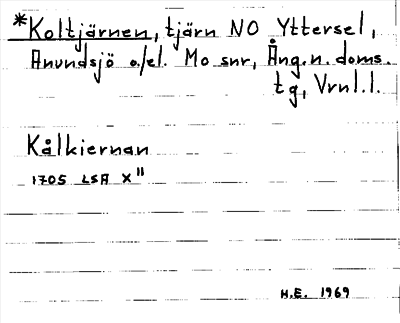 *Koltjärnen, tjärn NO Yttersel,
Anundsjö o./el. Mo snr, Ång.n.doms.
tg, Vrnl.l.
Kålkiernan
1705 LSA X"
H.E. 1969